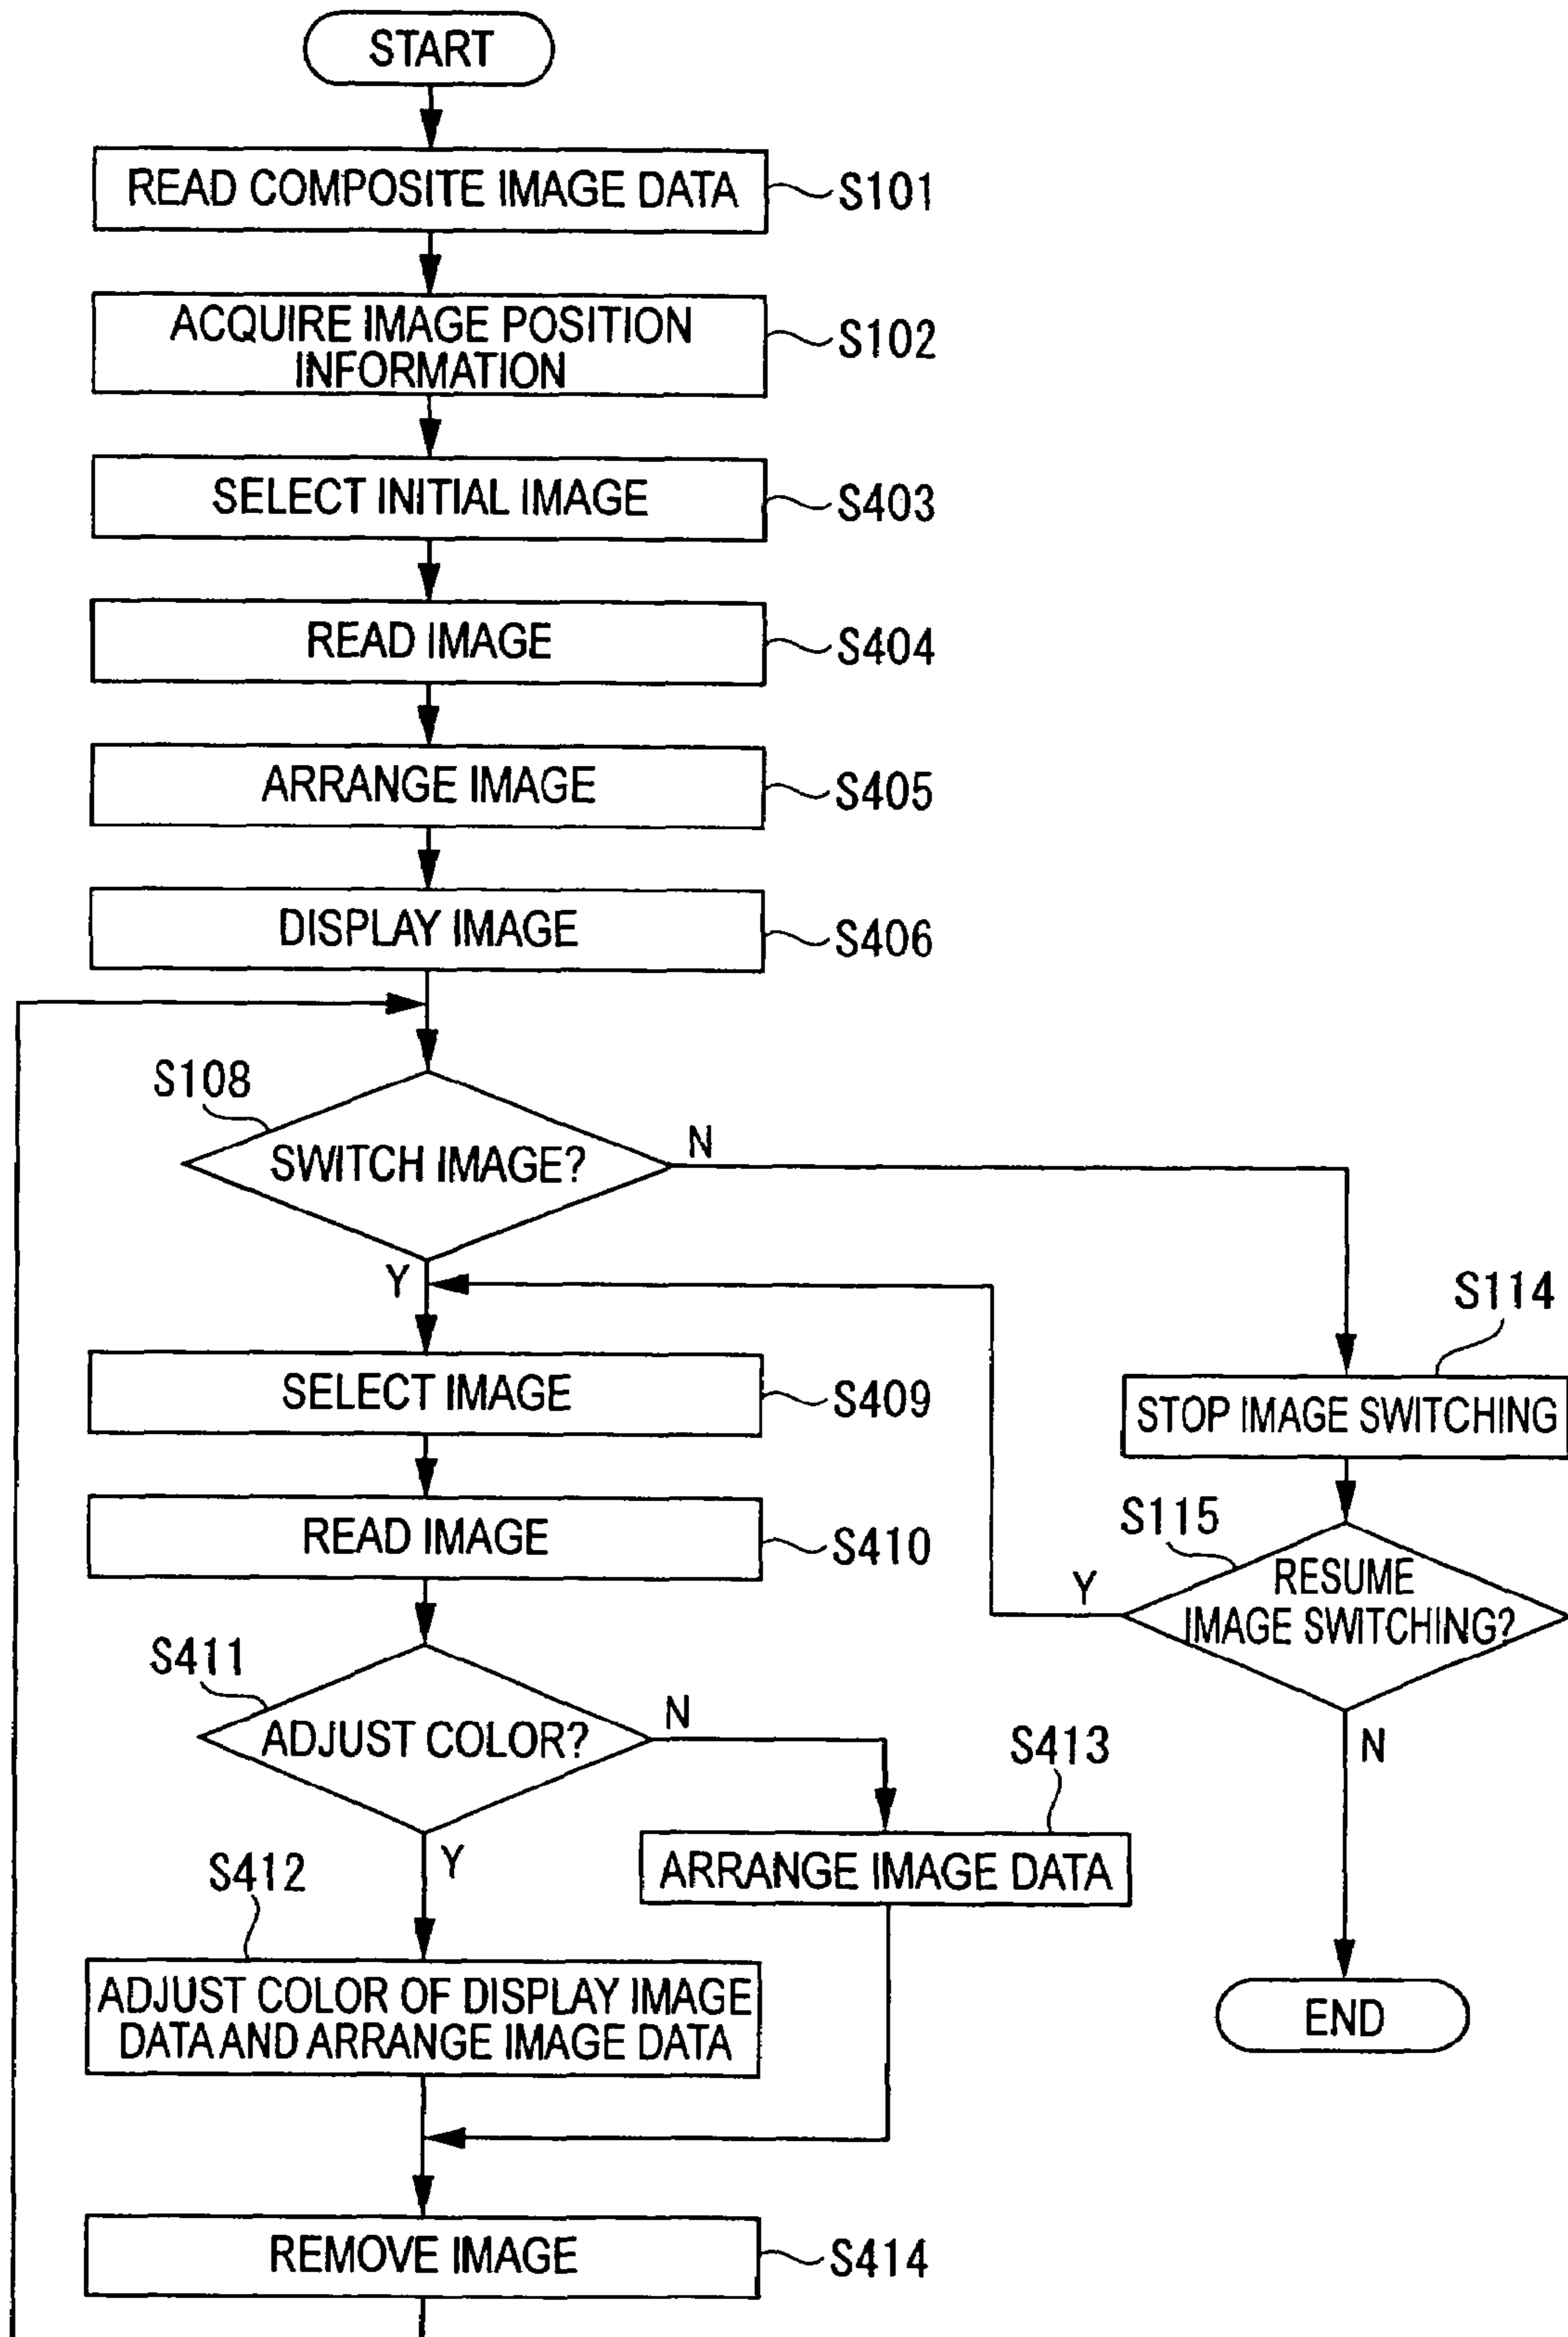 START
READ COMPOSITE IMAGE DATA
S101
ACQUIRE IMAGE POSITION
INFORMATION
S102
SELECT INITIAL IMAGE
S403
READ IMAGE
S404
ARRANGE IMAGE
S405
DISPLAY IMAGE
S406
S108
SWITCH IMAGE?
N
Y
SELECT IMAGE
S409
S114
STOP IMAGE SWITCHING
READ IMAGE
S410
S115
RESUME
IMAGE SWITCHING?
Y
N
END
S411
ADJUST COLOR?
N
Y
S413
ARRANGE IMAGE DATA
S412
ADJUST COLOR OF DISPLAY IMAGE
DATA AND ARRANGE IMAGE DATA
REMOVE IMAGE
S414